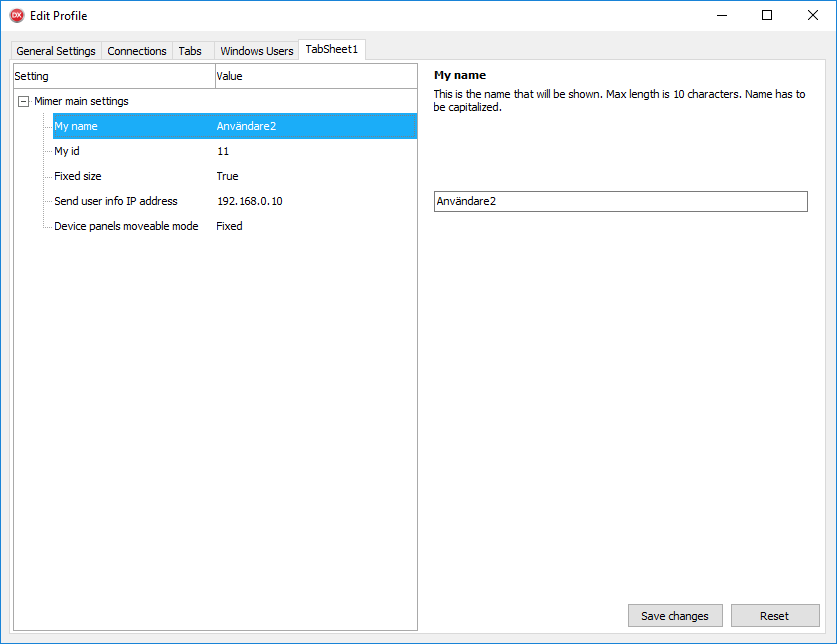 DX Edit Profile
General Settings Connections Tabs Windows Users TabSheet1
Setting Value
Mimer main settings
My name Användare2
My id 11
Fixed size True
Send user info IP address 192.168.0.10
Device panels moveable mode Fixed
My name
This is the name that will be shown. Max length is 10 characters. Name has to
be capitalized.
Användare2
Save changes Reset